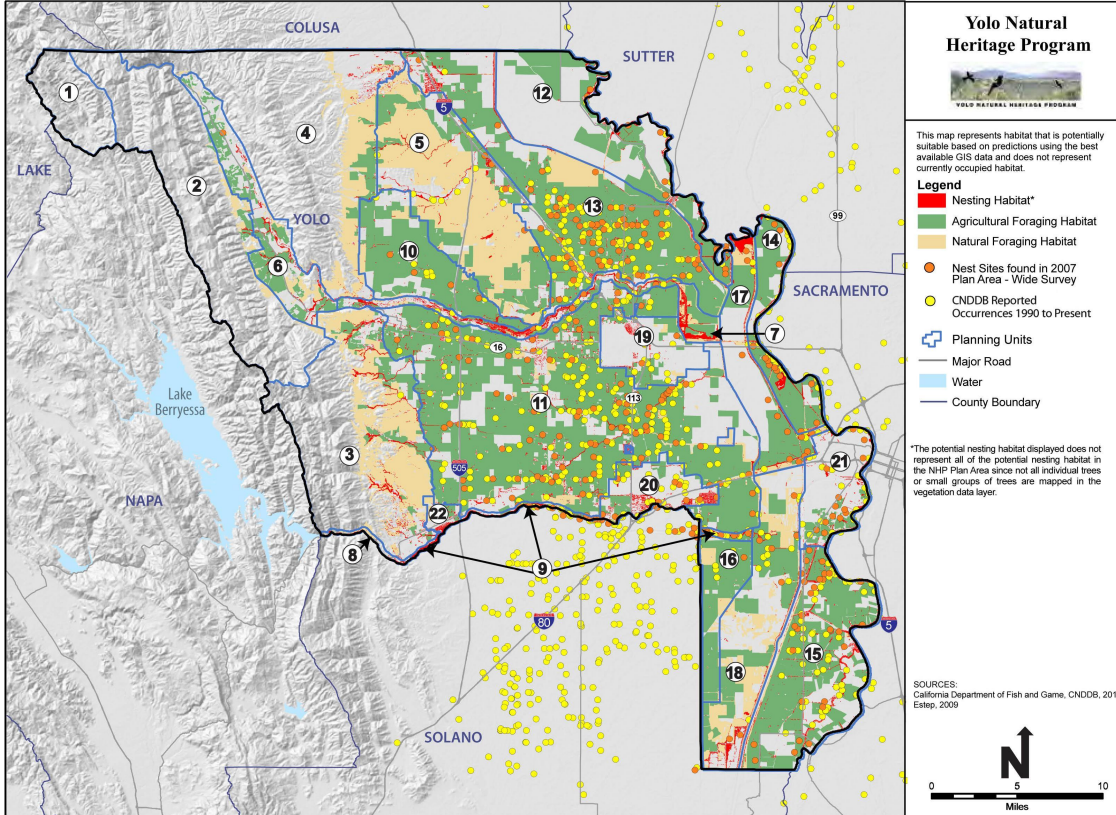 COLUSA
SUTTER
LAKE
YOLO
SACRAMENTO
Lake
Berryessa
NAPA
SOLANO
1
2
3
4
5
6
7
8
9
10
11
12
13
14
15
16
17
18
19
20
21
22
5
16
113
505
80
99
5
Yolo Natural
Heritage Program
YOLO NATURAL HERITAGE PROGRAM
This map represents habitat that is potentially
suitable based on predictions using the best
available GIS data and does not represent
currently occupied habitat.
Legend
Nesting Habitat*
Agricultural Foraging Habitat
Natural Foraging Habitat
Nest Sites found in 2007
Plan Area - Wide Survey
CNDDB Reported
Occurrences 1990 to Present
Planning Units
Major Road
Water
County Boundary
*The potential nesting habitat displayed does not
represent all of the potential nesting habitat in
the NHP Plan Area since not all individual trees
or small groups of trees are mapped in the
vegetation data layer.
SOURCES:
California Department of Fish and Game, CNDDB, 201
Estep, 2009
N
0 5 10
Miles